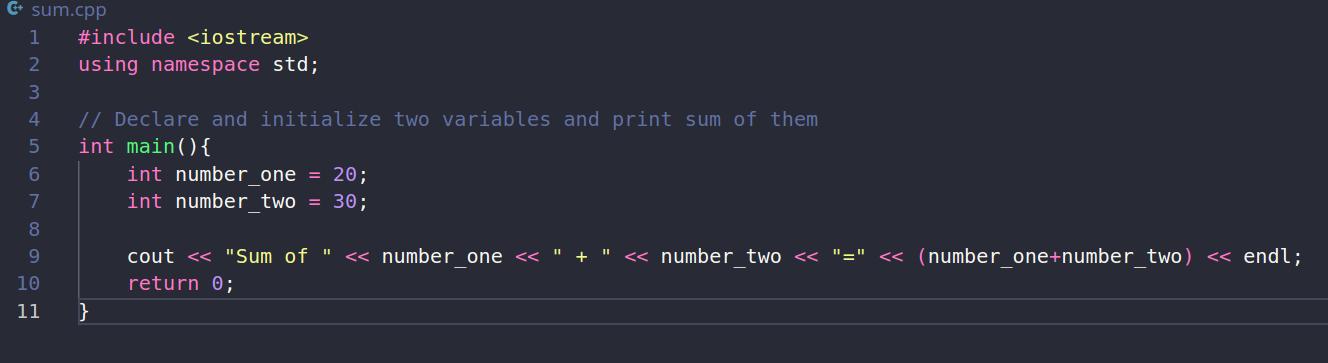 sum.cpp
1 #include <iostream>
2 using namespace std;
3
4 // Declare and initialize two variables and print sum of them
5 int main(){
6     int number_one = 20;
7     int number_two = 30;
8
9     cout << "Sum of " << number_one << " + " << number_two << "=" << (number_one+number_two) << endl;
10     return 0;
11 }